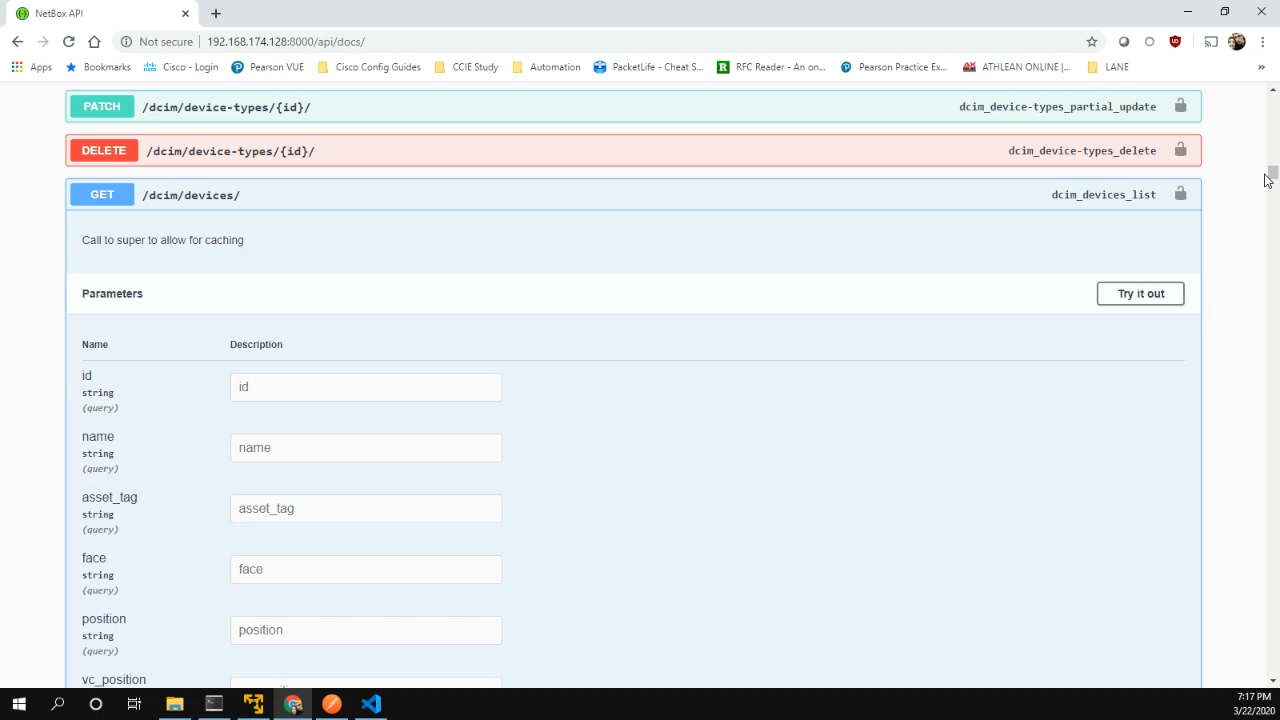 NetBox API
Not secure 192.168.174.128:8000/api/docs/
Apps Bookmarks Cisco - Login Pearson VUE Cisco Config Guides CCIE Study Automation PacketLife - Cheat S... RFC Reader - An on... Pearson Practice Ex... ATHLEAN ONLINE |... LANE »
PATCH /dcim/device-types/{id}/ dcim_device-types_partial_update
DELETE /dcim/device-types/{id}/ dcim_device-types_delete
GET /dcim/devices/ dcim_devices_list
Call to super to allow for caching
Parameters Try it out
Name Description
id
string
(query)
id
name
string
(query)
name
asset_tag
string
(query)
asset_tag
face
string
(query)
face
position
string
(query)
position
vc_position
7:17 PM
3/22/2020